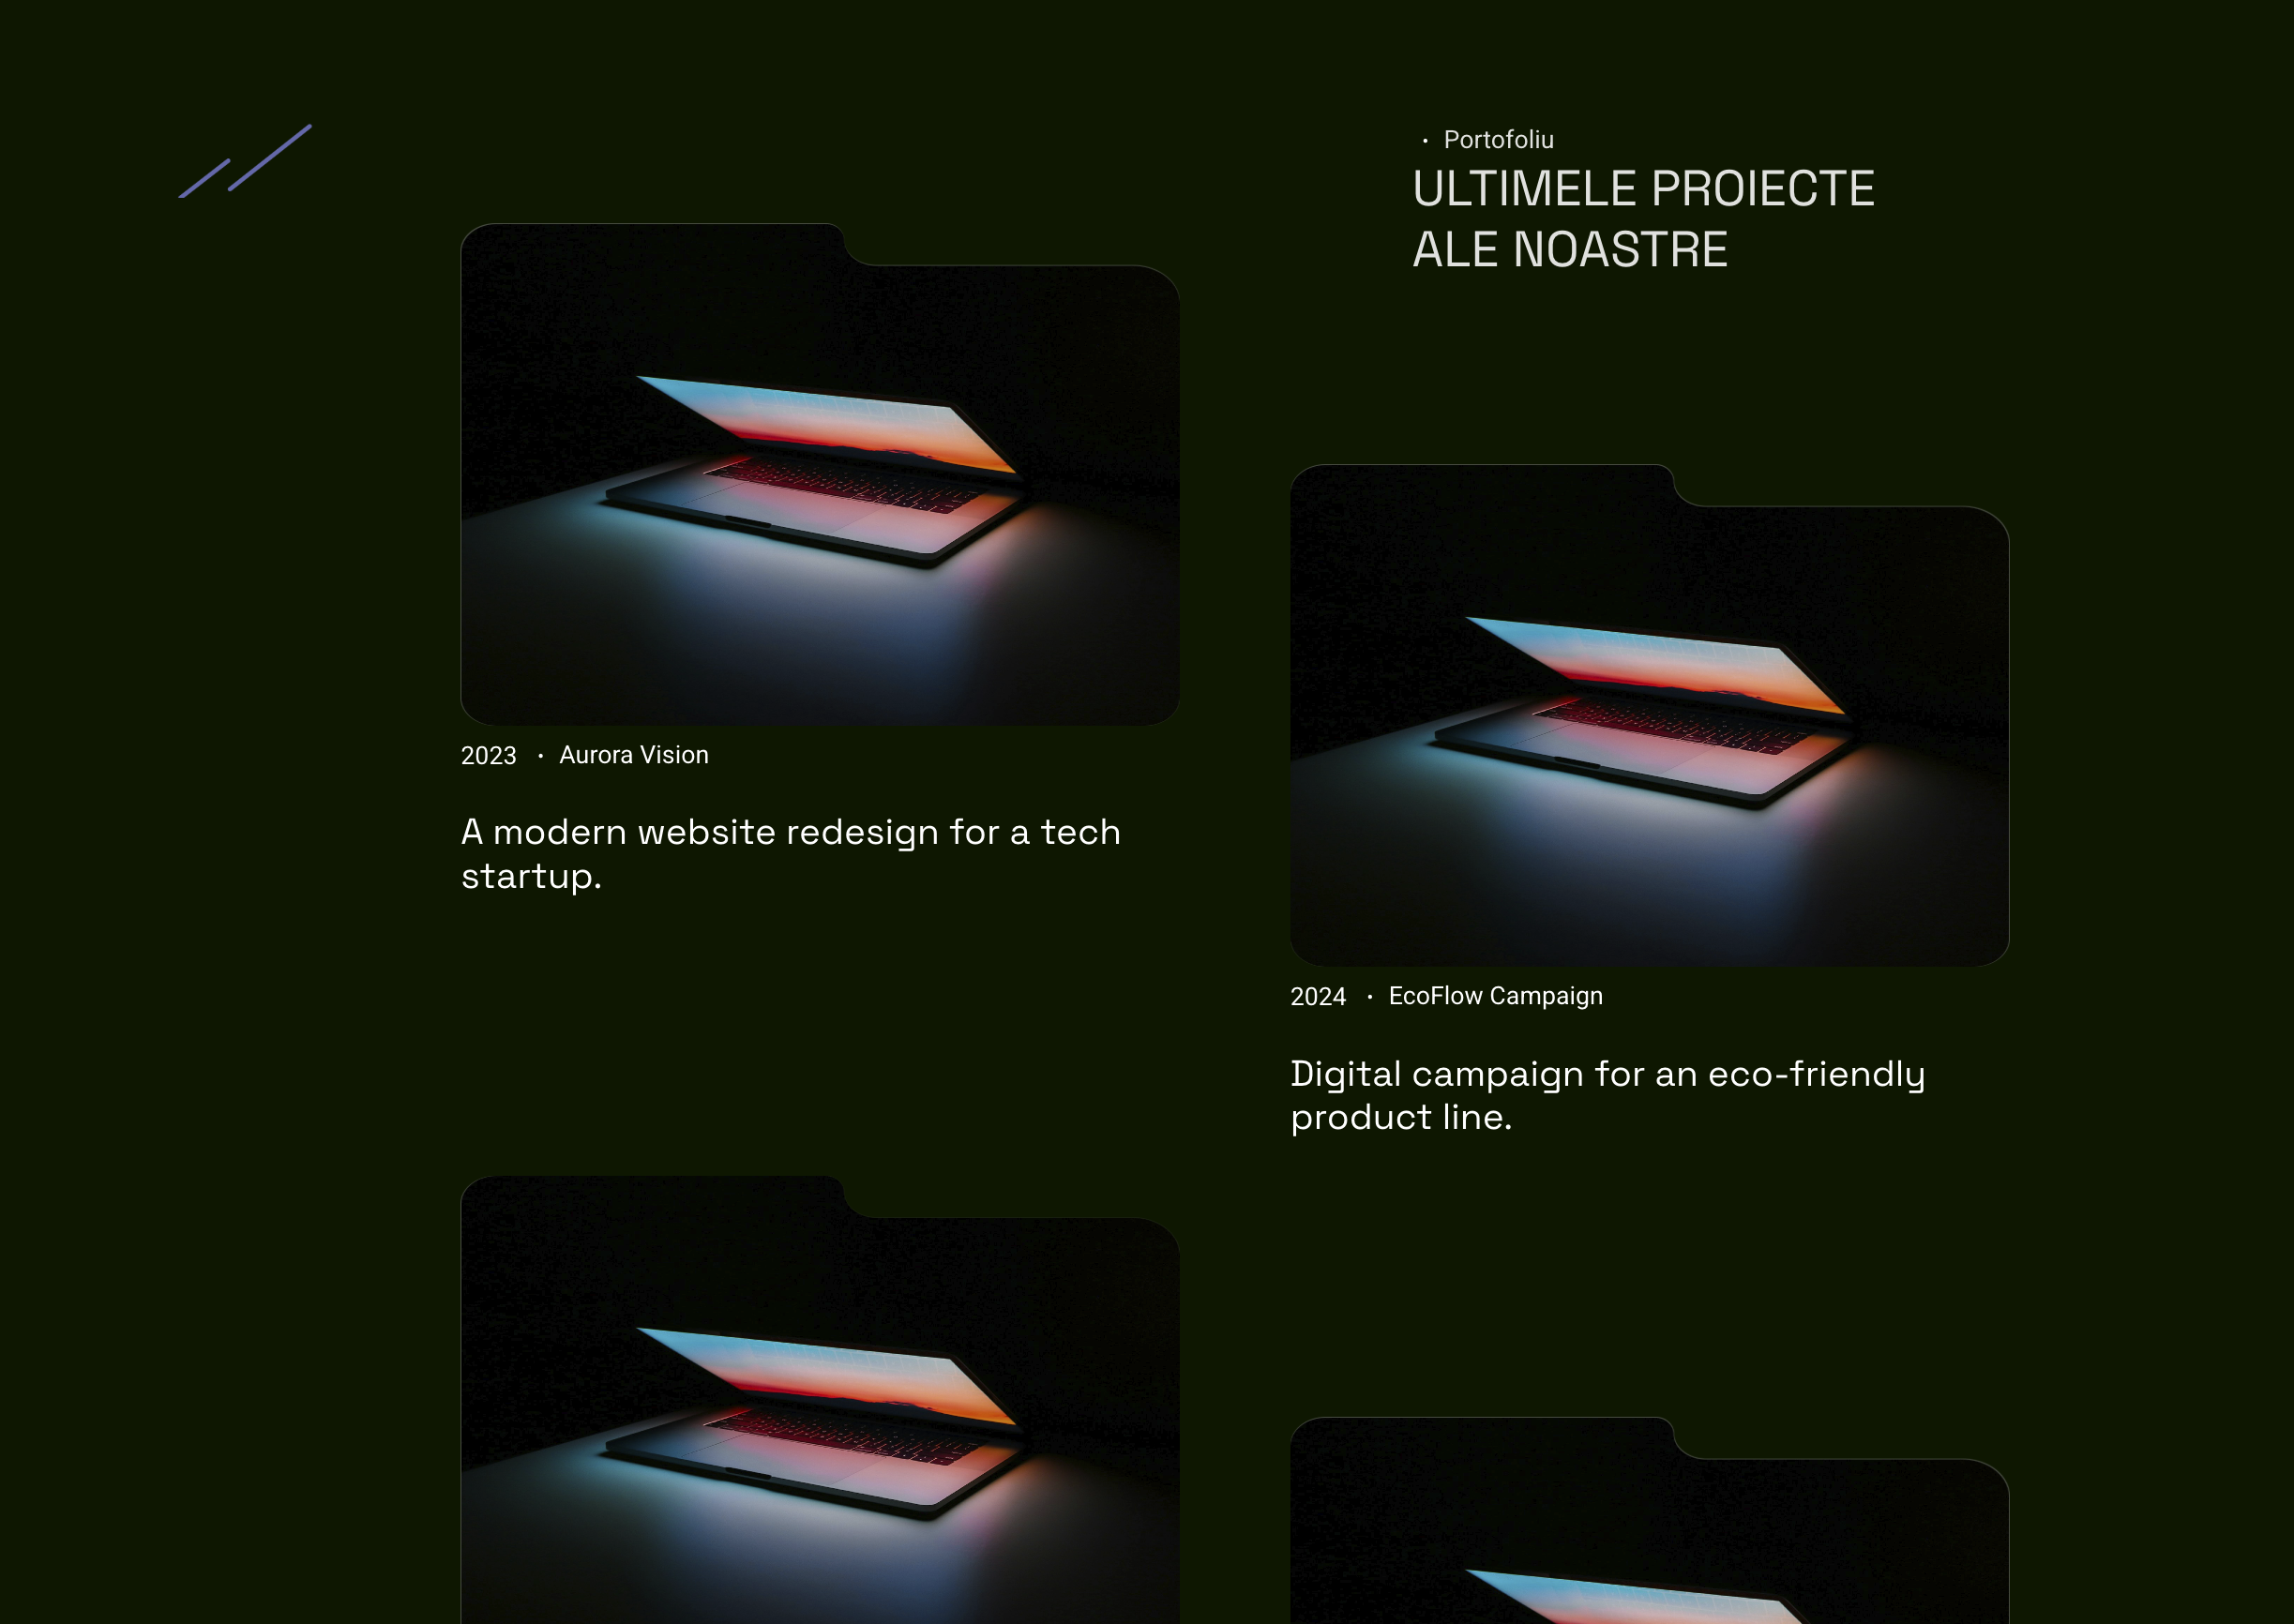 · Portofoliu
ULTIMELE PROIECTE
ALE NOASTRE
2023 · Aurora Vision
A modern website redesign for a tech
startup.
2024 · EcoFlow Campaign
Digital campaign for an eco-friendly
product line.